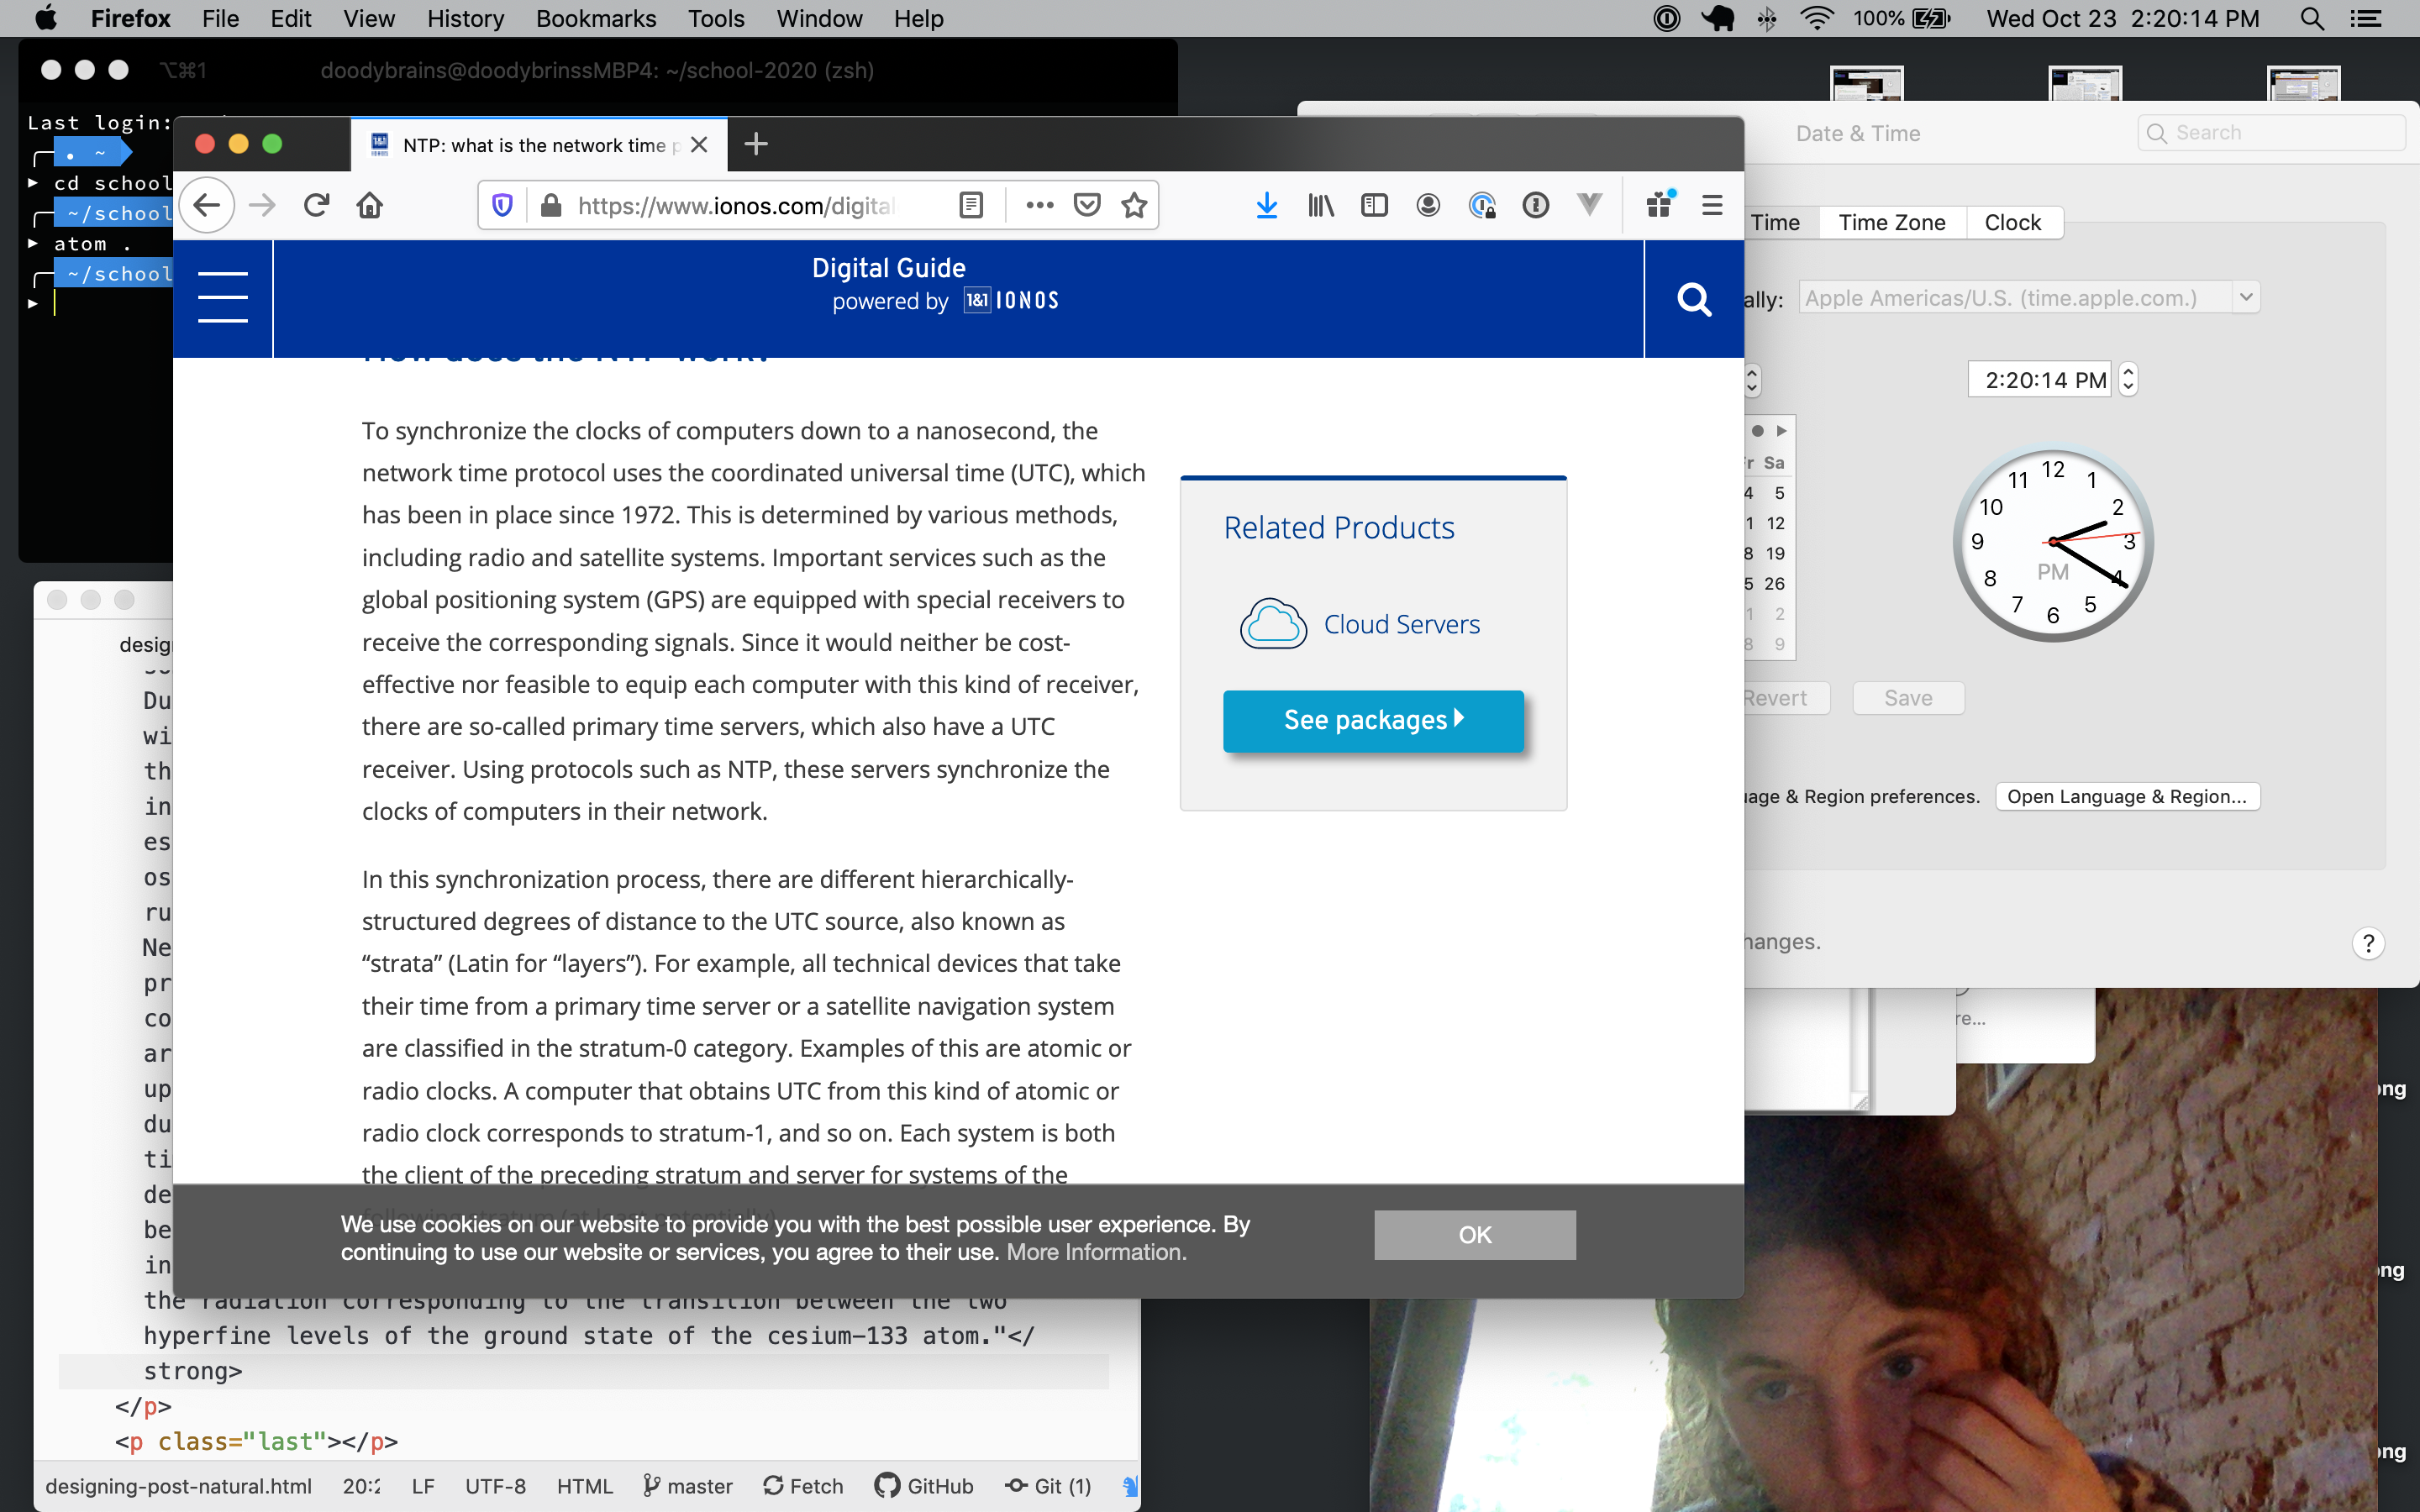 Firefox File Edit View History Bookmarks Tools Window Help 100% Wed Oct 23 2:20:14 PM
⌥⌘1 doodybrains@doodybrinssMBP4: ~/school-2020 (zsh)
Last login:
~
cd school
~/school
atom .
~/school
NTP: what is the network time p
https://www.ionos.com/digital
Digital Guide
powered by 1&1 IONOS
How does the NTP work?
To synchronize the clocks of computers down to a nanosecond, the
network time protocol uses the coordinated universal time (UTC), which
has been in place since 1972. This is determined by various methods,
including radio and satellite systems. Important services such as the
global positioning system (GPS) are equipped with special receivers to
receive the corresponding signals. Since it would neither be cost-
effective nor feasible to equip each computer with this kind of receiver,
there are so-called primary time servers, which also have a UTC
receiver. Using protocols such as NTP, these servers synchronize the
clocks of computers in their network.
In this synchronization process, there are different hierarchically-
structured degrees of distance to the UTC source, also known as
“strata” (Latin for “layers”). For example, all technical devices that take
their time from a primary time server or a satellite navigation system
are classified in the stratum-0 category. Examples of this are atomic or
radio clocks. A computer that obtains UTC from this kind of atomic or
radio clock corresponds to stratum-1, and so on. Each system is both
the client of the preceding stratum and server for systems of the
following stratum (at least potentially)
Related Products
Cloud Servers
See packages
We use cookies on our website to provide you with the best possible user experience. By
continuing to use our website or services, you agree to their use. More Information.
OK
Date & Time
Search
Time Time Zone Clock
ally: Apple Americas/U.S. (time.apple.com.)
2:20:14 PM
Fr Sa
4 5
1 12
8 19
5 26
1 2
8 9
12 1 2 3 4 5 6 7 8 9 10 11
PM
Revert Save
uage & Region preferences. Open Language & Region...
hanges.
?
re...
ng
ng
ng
desig
Du
wi
th
in
es
os
ru
Ne
pr
co
ar
up
du
ti
de
be
in
the radiation corresponding to the transition between the two
hyperfine levels of the ground state of the cesium-133 atom."</
strong>
</p>
<p class="last"></p>
designing-post-natural.html 20:2 LF UTF-8 HTML master Fetch GitHub Git (1)